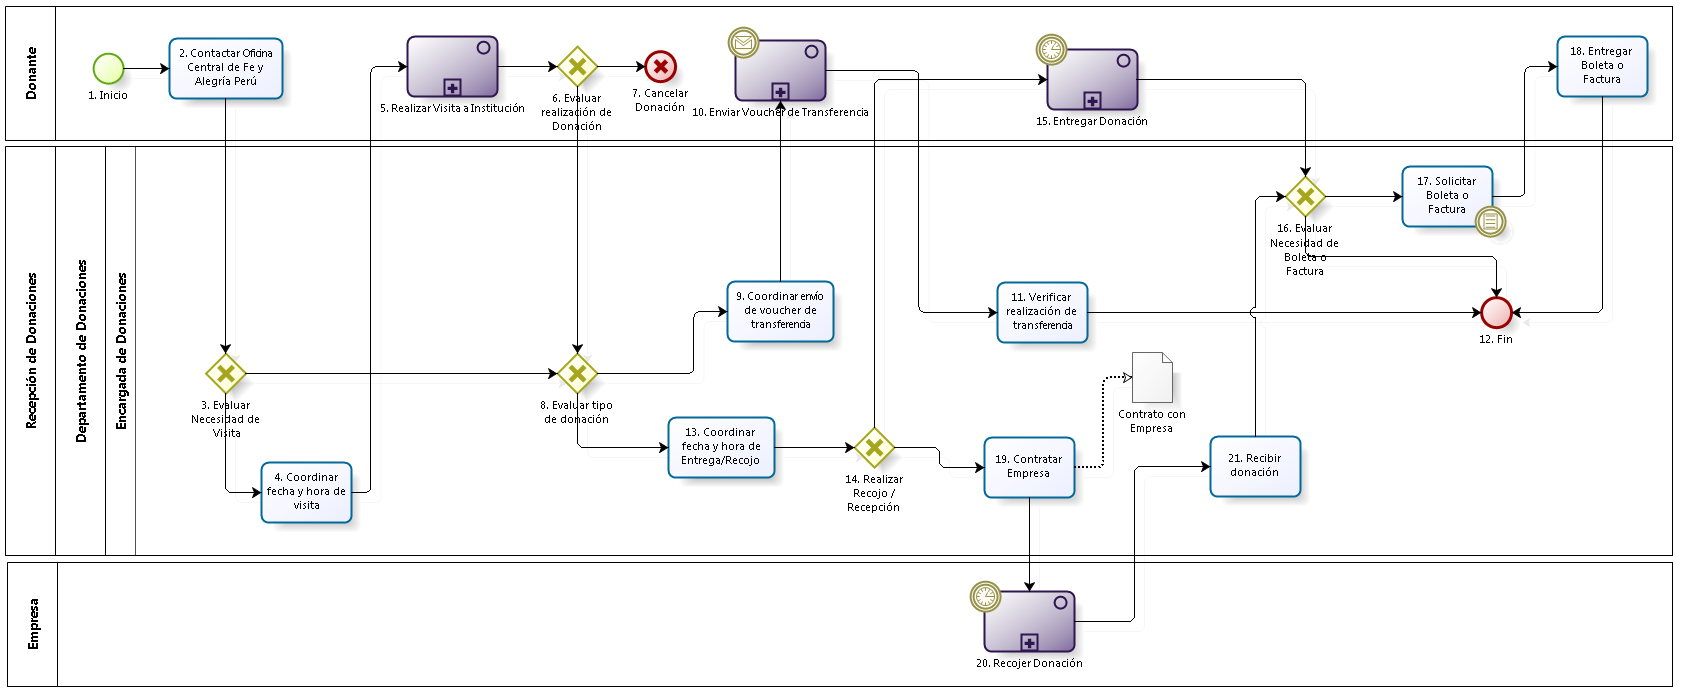 Donante
1. Inicio
2. Contactar Oficina
Central de Fe y
Alegría Perú
5. Realizar Visita a Institución
6. Evaluar
realización de
Donación
7. Cancelar
Donación
10. Enviar Voucher de Transferencia
15. Entregar Donación
18. Entregar
Boleta o
Factura
Recepción de Donaciones
Departamento de Donaciones
Encargada de Donaciones
3. Evaluar
Necesidad de
Visita
4. Coordinar
fecha y hora de
visita
8. Evaluar tipo
de donación
9. Coordinar envío
de voucher de
transferencia
11. Verificar
realización de
transferencia
12. Fin
13. Coordinar
fecha y hora de
Entrega/Recojo
14. Realizar
Recojo /
Recepción
16. Evaluar
Necesidad de
Boleta o
Factura
17. Solicitar
Boleta o
Factura
19. Contratar
Empresa
Contrato con
Empresa
21. Recibir
donación
Empresa
20. Recojer Donación